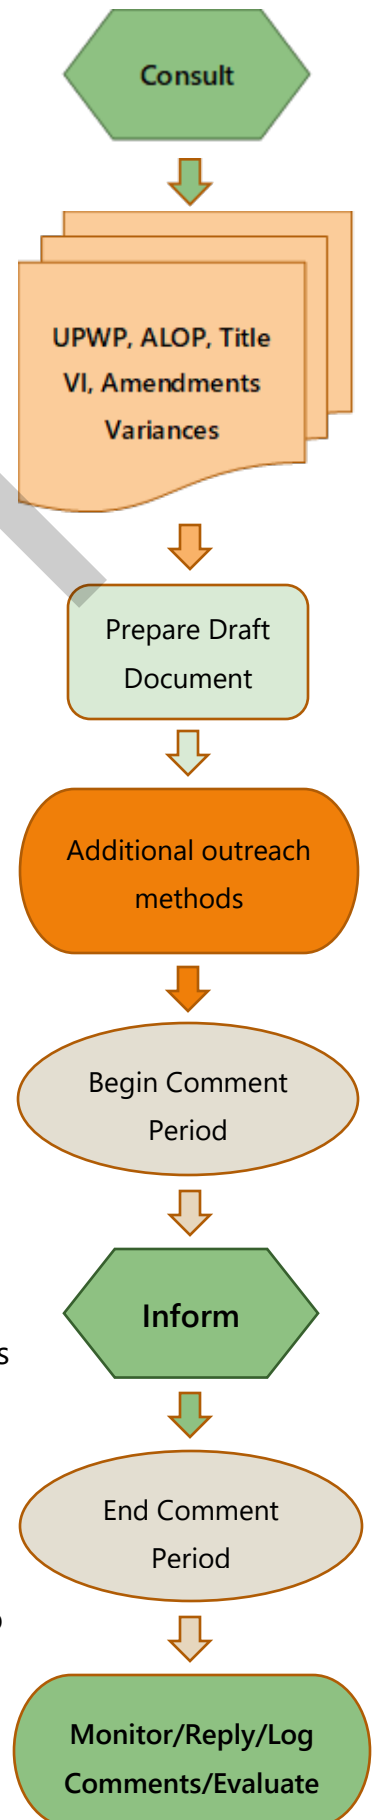 Consult
UPWP, ALOP, Title
VI, Amendments
Variances
Prepare Draft
Document
Additional outreach
methods
Begin Comment
Period
Inform
s
End Comment
Period
Monitor/Reply/Log
Comments/Evaluate